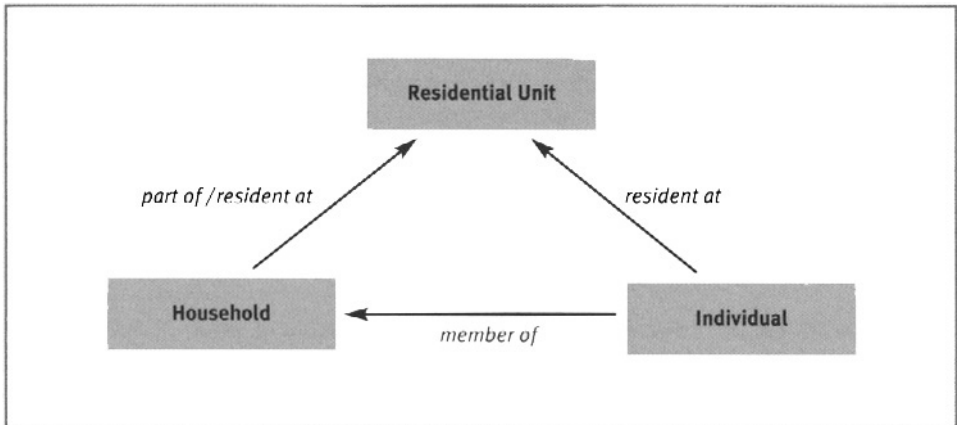 Residential Unit
part of/resident at
resident at
Household
Individual
member of